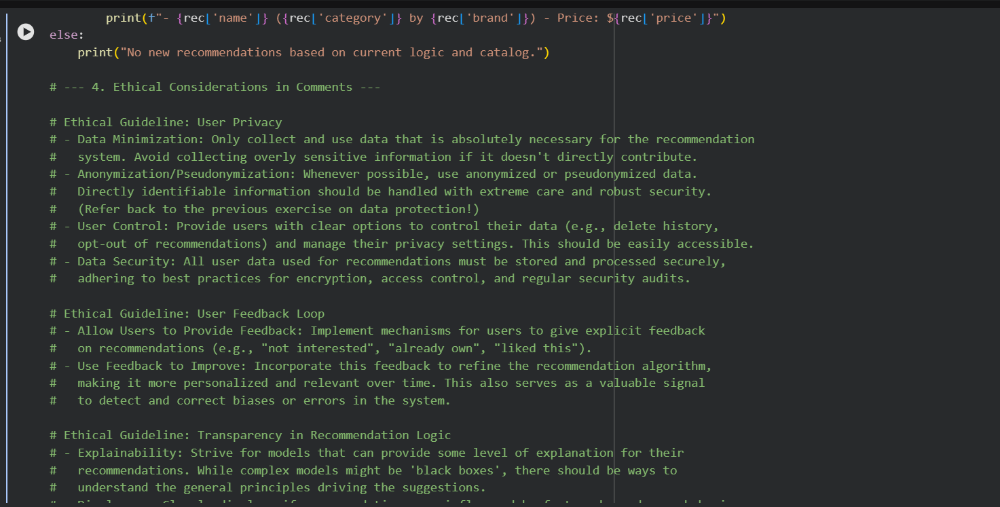 print(f"- {rec['name']} ({rec['category']} by {rec['brand']}) - Price: ${rec['price']}")
else:
print("No new recommendations based on current logic and catalog.")
# --- 4. Ethical Considerations in Comments ---
# Ethical Guideline: User Privacy
# - Data Minimization: Only collect and use data that is absolutely necessary for the recommendation
#   system. Avoid collecting overly sensitive information if it doesn't directly contribute.
# - Anonymization/Pseudonymization: Whenever possible, use anonymized or pseudonymized data.
#   Directly identifiable information should be handled with extreme care and robust security.
#   (Refer back to the previous exercise on data protection!)
# - User Control: Provide users with clear options to control their data (e.g., delete history,
#   opt-out of recommendations) and manage their privacy settings. This should be easily accessible.
# - Data Security: All user data used for recommendations must be stored and processed securely,
#   adhering to best practices for encryption, access control, and regular security audits.
# Ethical Guideline: User Feedback Loop
# - Allow Users to Provide Feedback: Implement mechanisms for users to give explicit feedback
#   on recommendations (e.g., "not interested", "already own", "liked this").
# - Use Feedback to Improve: Incorporate this feedback to refine the recommendation algorithm,
#   making it more personalized and relevant over time. This also serves as a valuable signal
#   to detect and correct biases or errors in the system.
# Ethical Guideline: Transparency in Recommendation Logic
# - Explainability: Strive for models that can provide some level of explanation for their
#   recommendations. While complex models might be 'black boxes', there should be ways to
#   understand the general principles driving the suggestions.